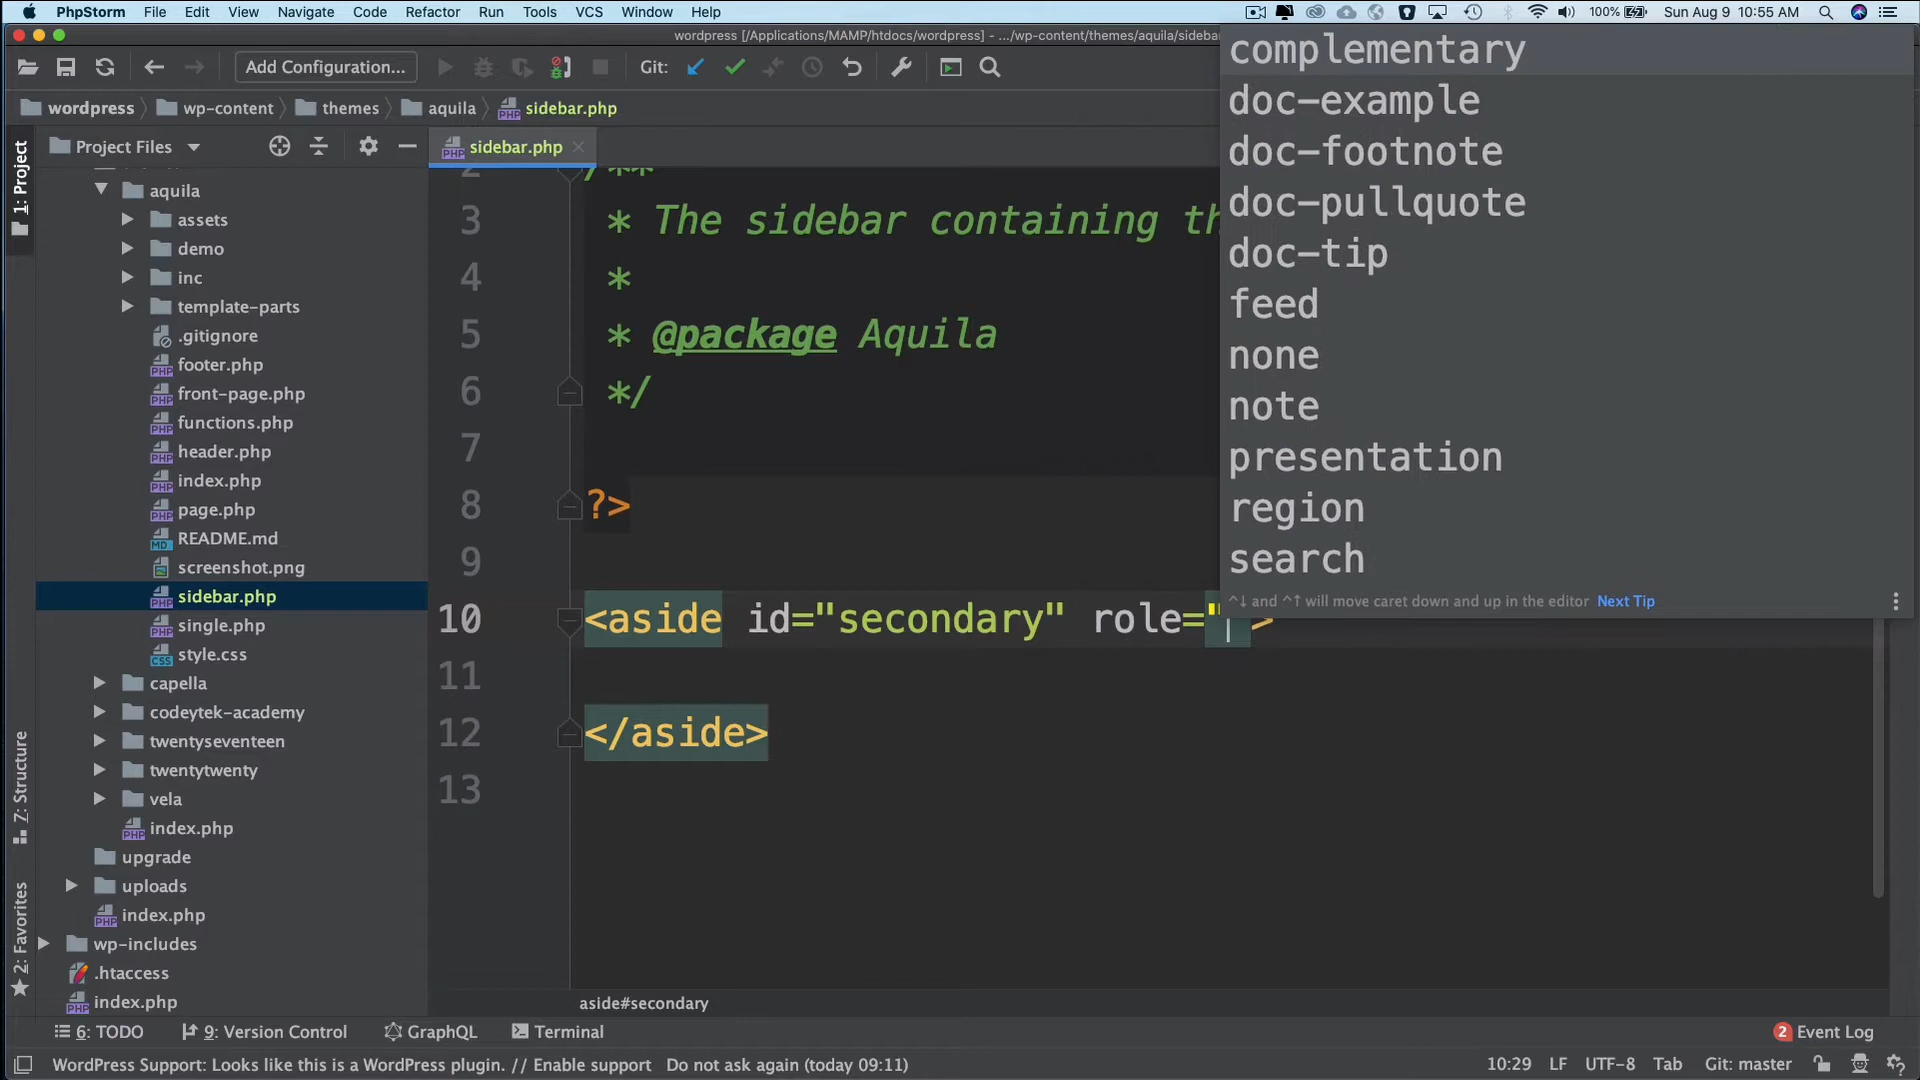 PhpStorm File Edit View Navigate Code Refactor Run Tools VCS Window Help 100% Sun Aug 9 10:55 AM
wordpress [/Applications/MAMP/htdocs/wordpress] - .../wp-content/themes/aquila/sidebar
Add Configuration... Git:
wordpress wp-content themes aquila sidebar.php
1: Project
Project Files
aquila
assets
demo
inc
template-parts
.gitignore
footer.php
front-page.php
functions.php
header.php
index.php
page.php
README.md
screenshot.png
sidebar.php
single.php
style.css
capella
codeytek-academy
twentyseventeen
twentytwenty
vela
index.php
upgrade
uploads
index.php
wp-includes
.htaccess
index.php
Z: Structure
2: Favorites
sidebar.php
2 /**
3 * The sidebar containing th
4 *
5 * @package Aquila
6 */
7
8 ?>
9
10 <aside id="secondary" role="">
11
12 </aside>
13
complementary
doc-example
doc-footnote
doc-pullquote
doc-tip
feed
none
note
presentation
region
search
^↓ and ^↑ will move caret down and up in the editor Next Tip
aside#secondary
6: TODO 9: Version Control GraphQL Terminal 2 Event Log
WordPress Support: Looks like this is a WordPress plugin. // Enable support Do not ask again (today 09:11) 10:29 LF UTF-8 Tab Git: master